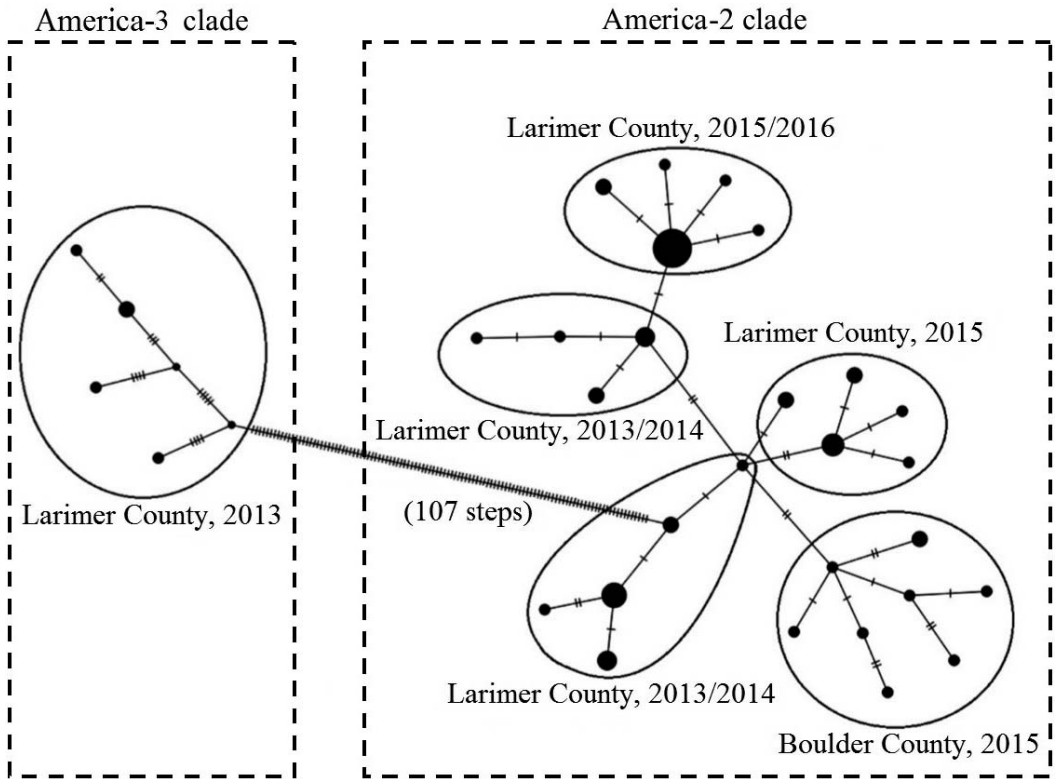 America-3 clade
America-2 clade
Larimer County, 2015/2016
Larimer County, 2015
Larimer County, 2013/2014
Larimer County, 2013
(107 steps)
Larimer County, 2013/2014
Boulder County, 2015